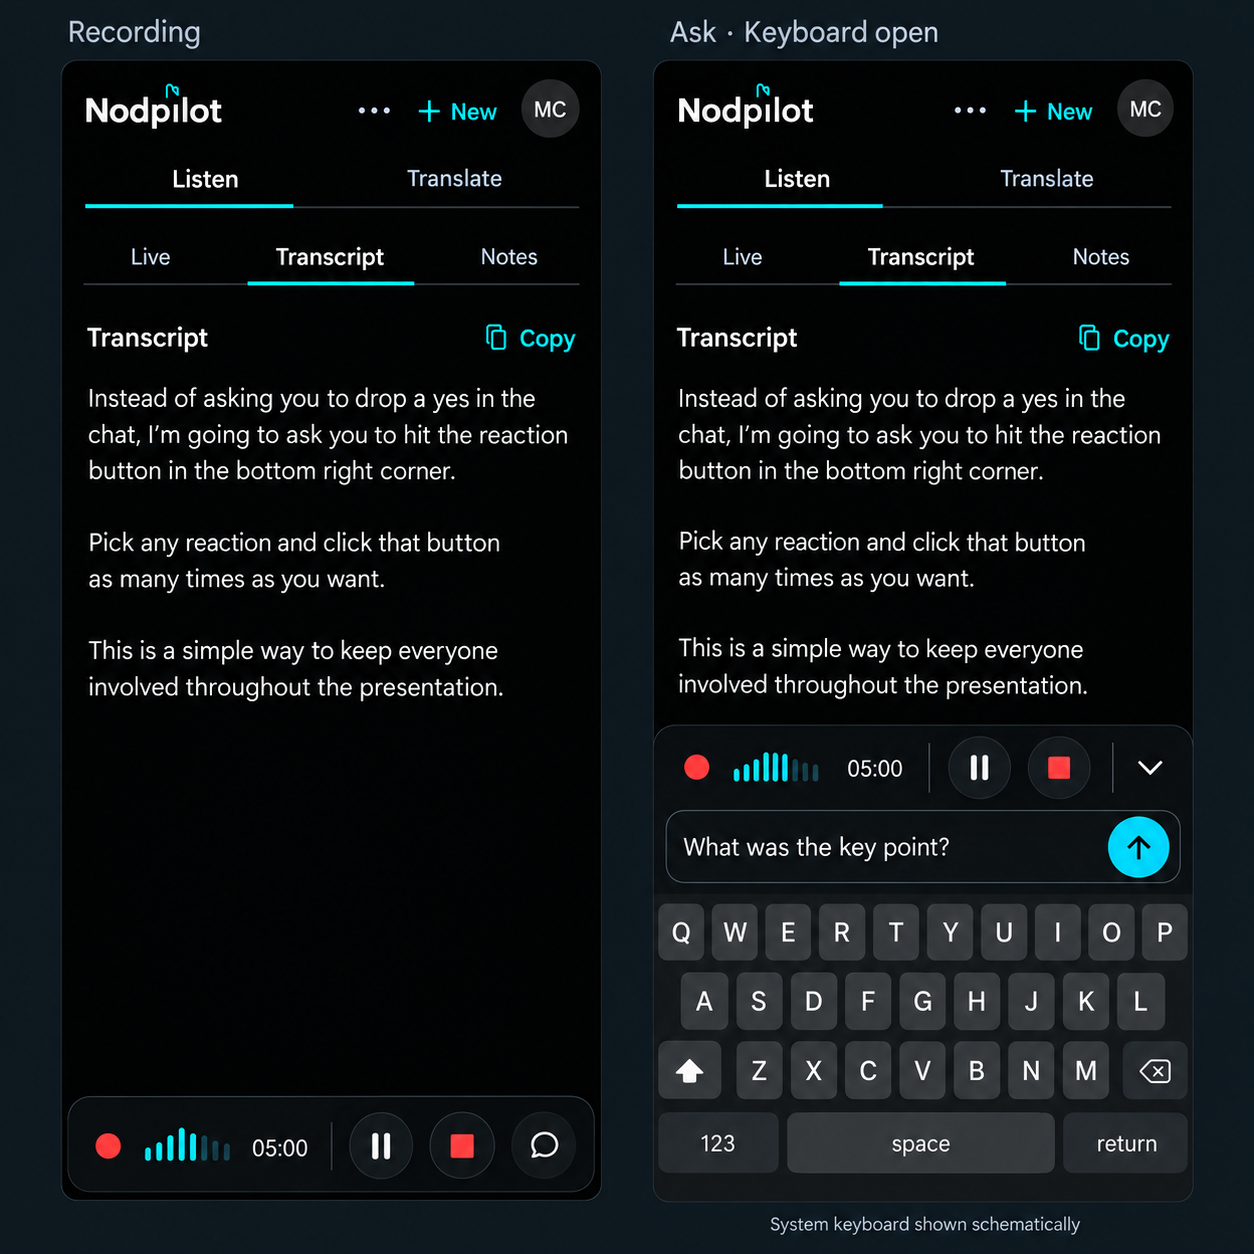 Recording
Nodpilot ••• + New MC
Listen Translate
Live Transcript Notes
Transcript Copy
Instead of asking you to drop a yes in the
chat, I’m going to ask you to hit the reaction
button in the bottom right corner.
Pick any reaction and click that button
as many times as you want.
This is a simple way to keep everyone
involved throughout the presentation.
05:00
Ask · Keyboard open
Nodpilot ••• + New MC
Listen Translate
Live Transcript Notes
Transcript Copy
Instead of asking you to drop a yes in the
chat, I’m going to ask you to hit the reaction
button in the bottom right corner.
Pick any reaction and click that button
as many times as you want.
This is a simple way to keep everyone
involved throughout the presentation.
05:00
What was the key point?
Q W E R T Y U I O P
A S D F G H J K L
Z X C V B N M
123 space return
System keyboard shown schematically